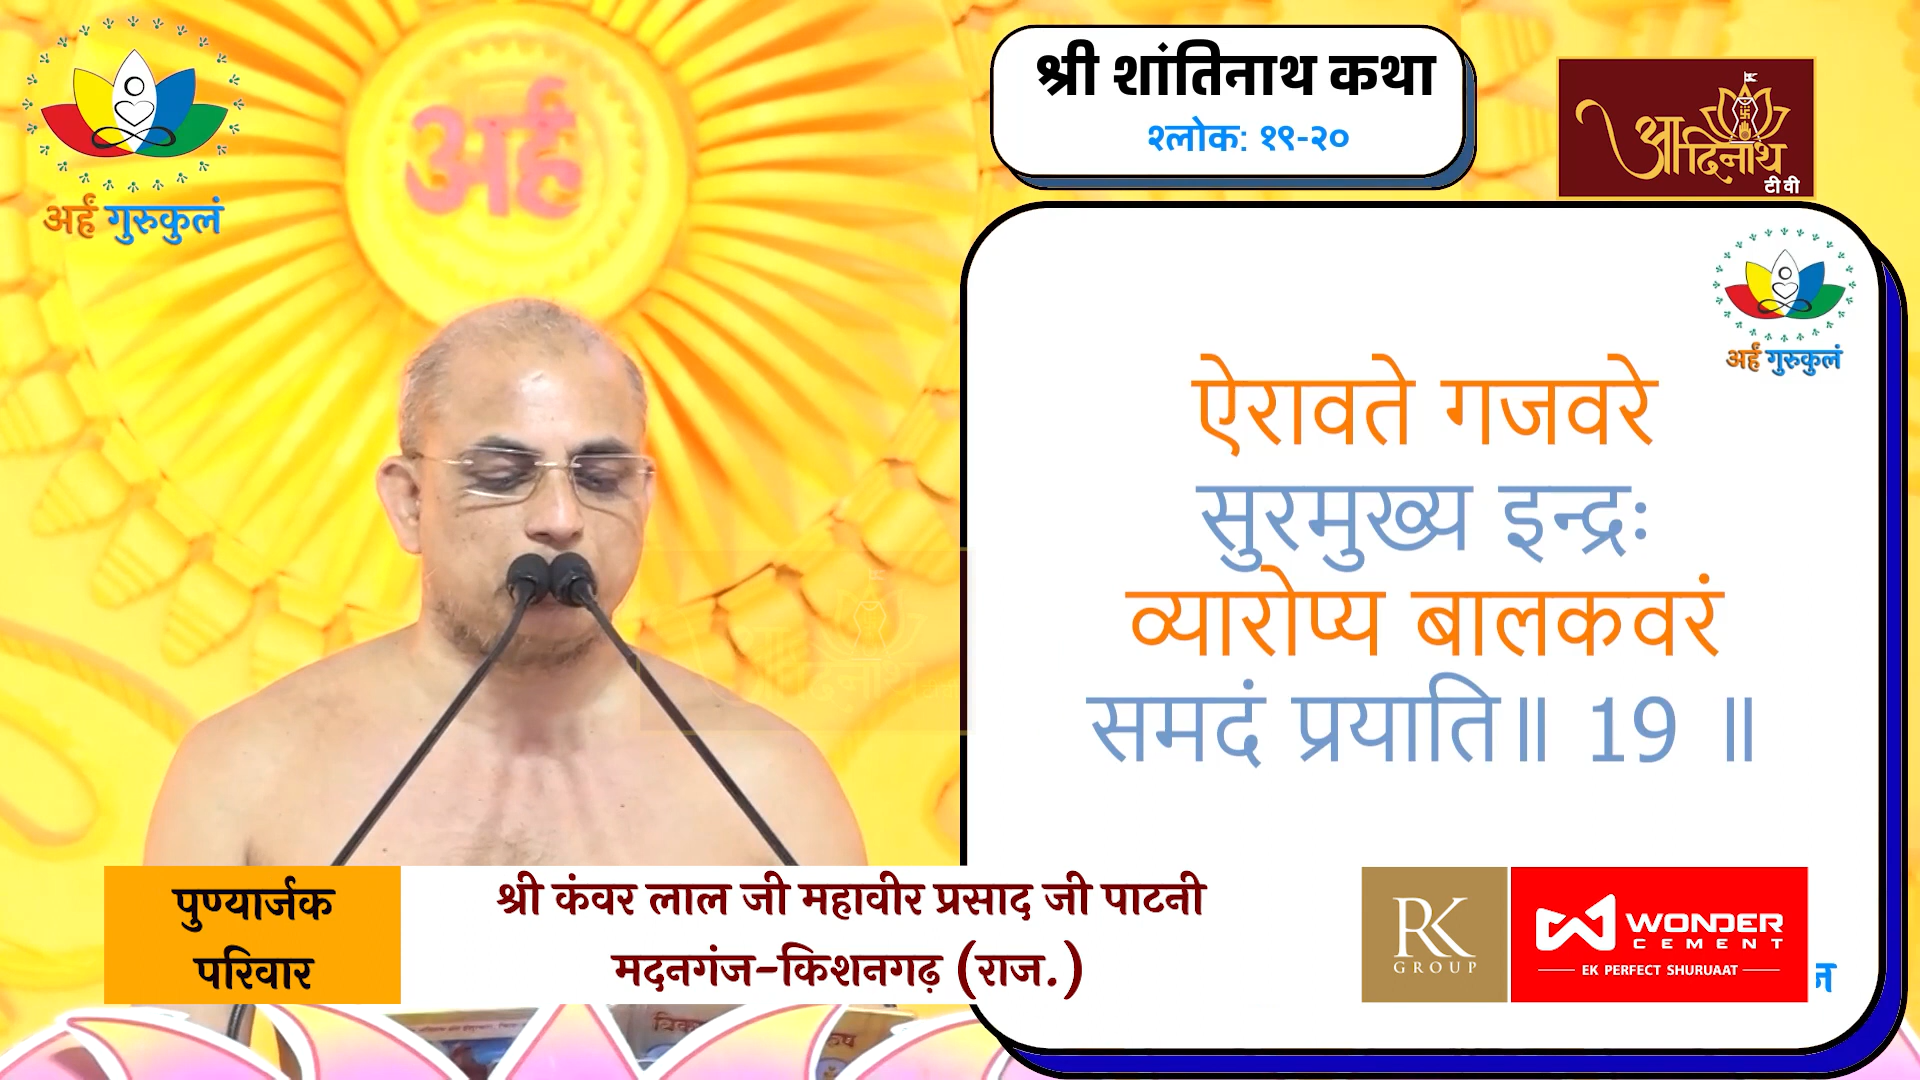 अर्हं
अर्हं गुरुकुलं
श्री शांतिनाथ कथा
श्लोक: १९-२०
आदिनाथ
टीवी
अर्हं गुरुकुलं
ऐरावते गजवरे
सुरमुख्य इन्द्रः
व्यारोप्य बालकवरं
समदं प्रयाति॥ 19 ॥
पुण्यार्जक
परिवार
श्री कंवर लाल जी महावीर प्रसाद जी पाटनी
मदनगंज-किशनगढ़ (राज.)
RK
GROUP
WONDER
CEMENT
EK PERFECT SHURUAAT